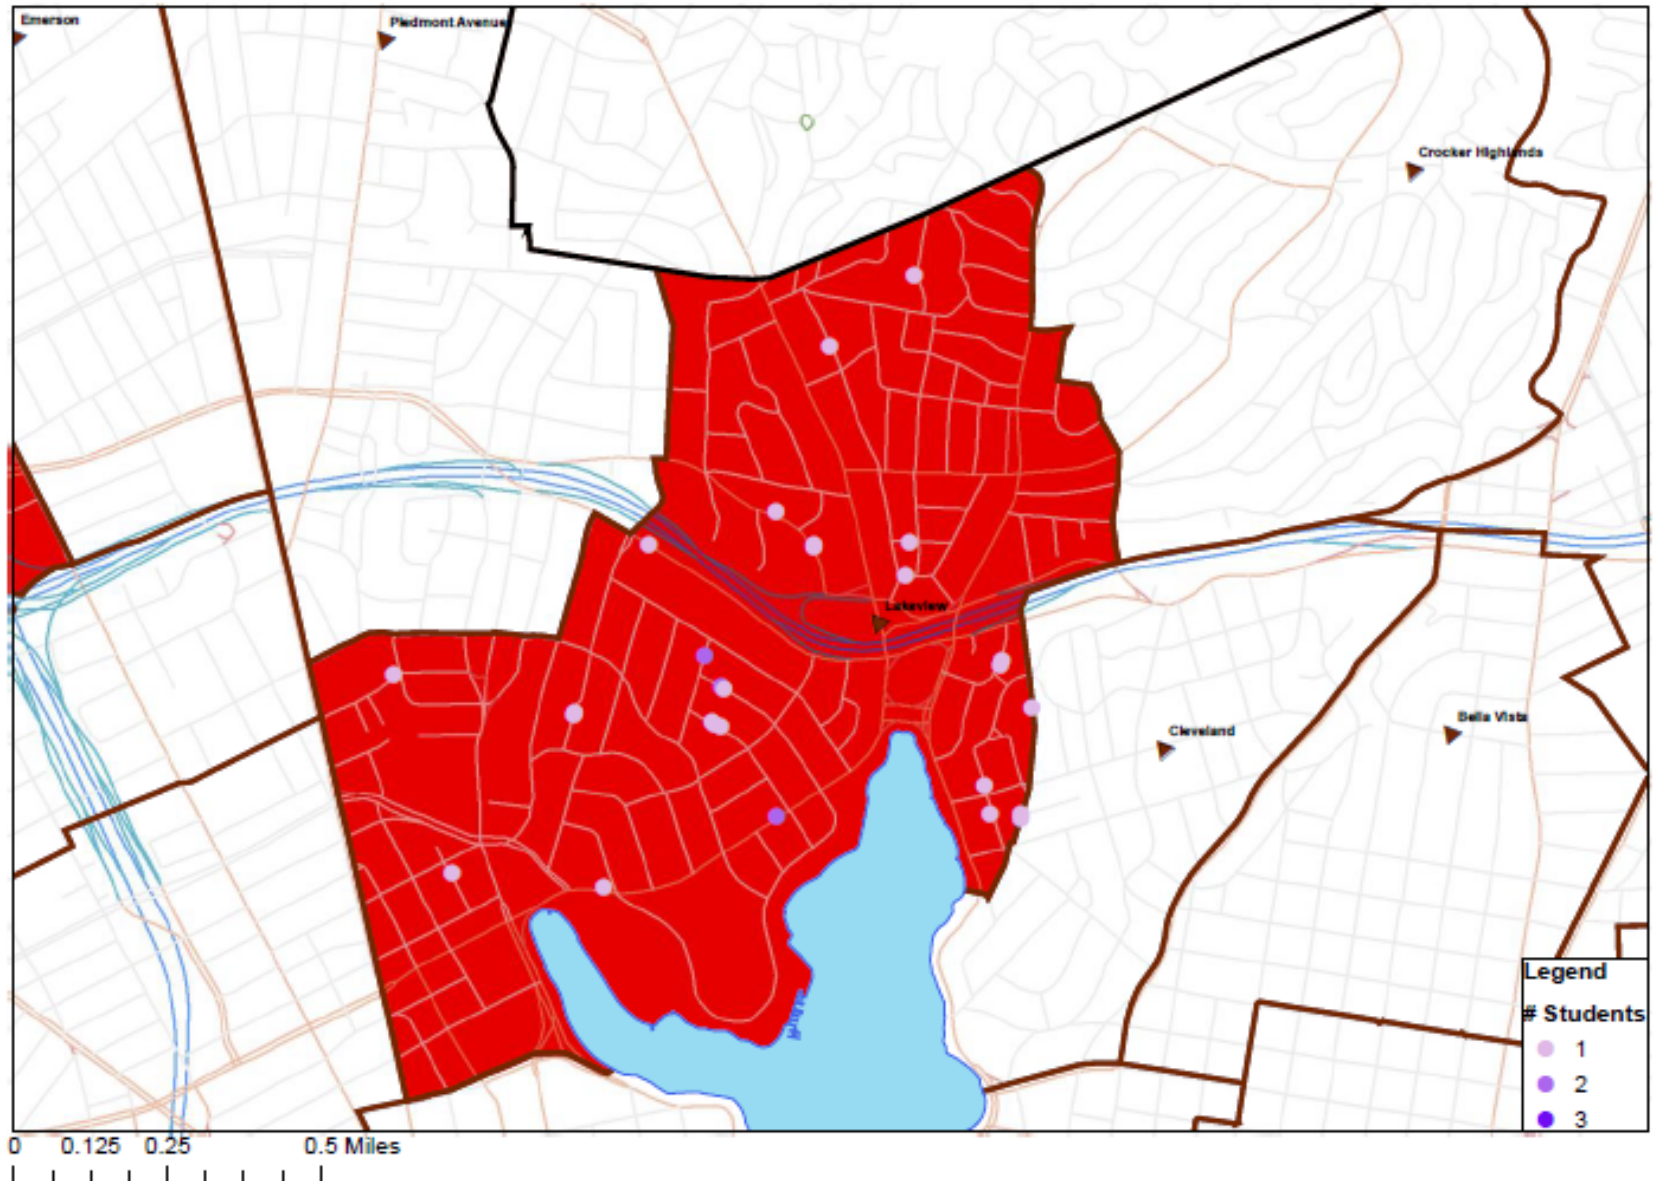 Emerson
Piedmont Avenue
Crocker Highlands
Lakeview
Cleveland
Bella Vista
Legend
# Students
1
2
3
0 0.125 0.25 0.5 Miles